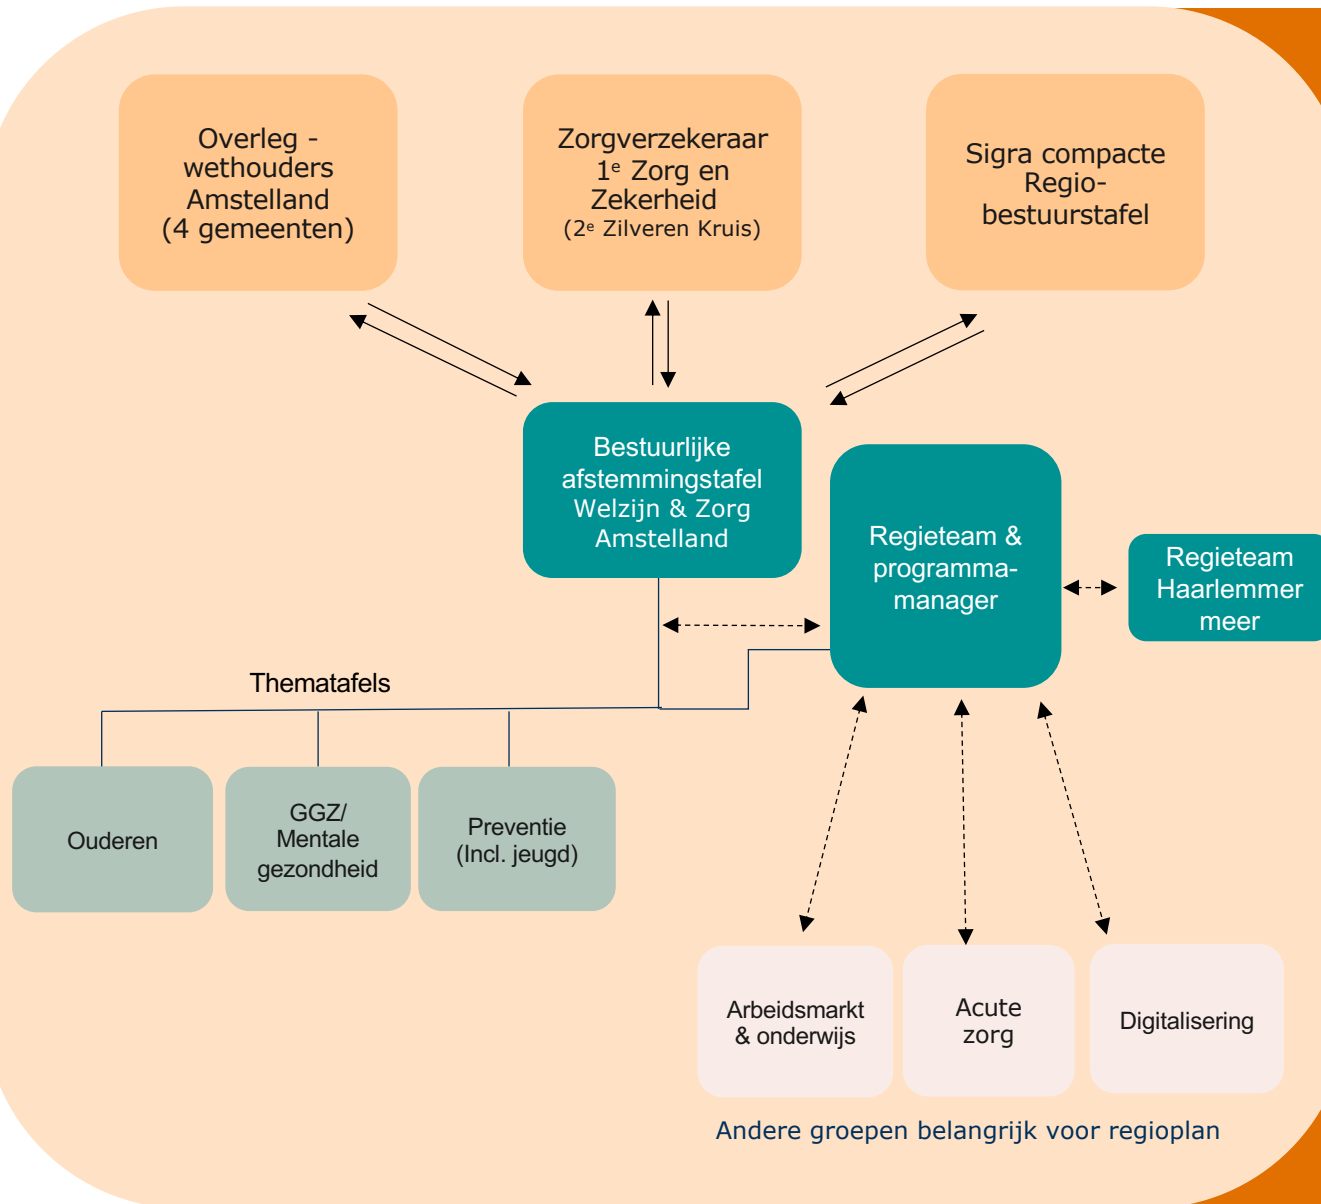 Overleg -
wethouders
Amstelland
(4 gemeenten)
Zorgverzekeraar
1e Zorg en
Zekerheid
(2e Zilveren Kruis)
Sigra compacte
Regio-
bestuurstafel
Bestuurlijke
afstemmingstafel
Welzijn & Zorg
Amstelland
Regieteam &
programma-
manager
Regieteam
Haarlemmer
meer
Thematafels
Ouderen
GGZ/
Mentale
gezondheid
Preventie
(Incl. jeugd)
Arbeidsmarkt
& onderwijs
Acute
zorg
Digitalisering
Andere groepen belangrijk voor regioplan